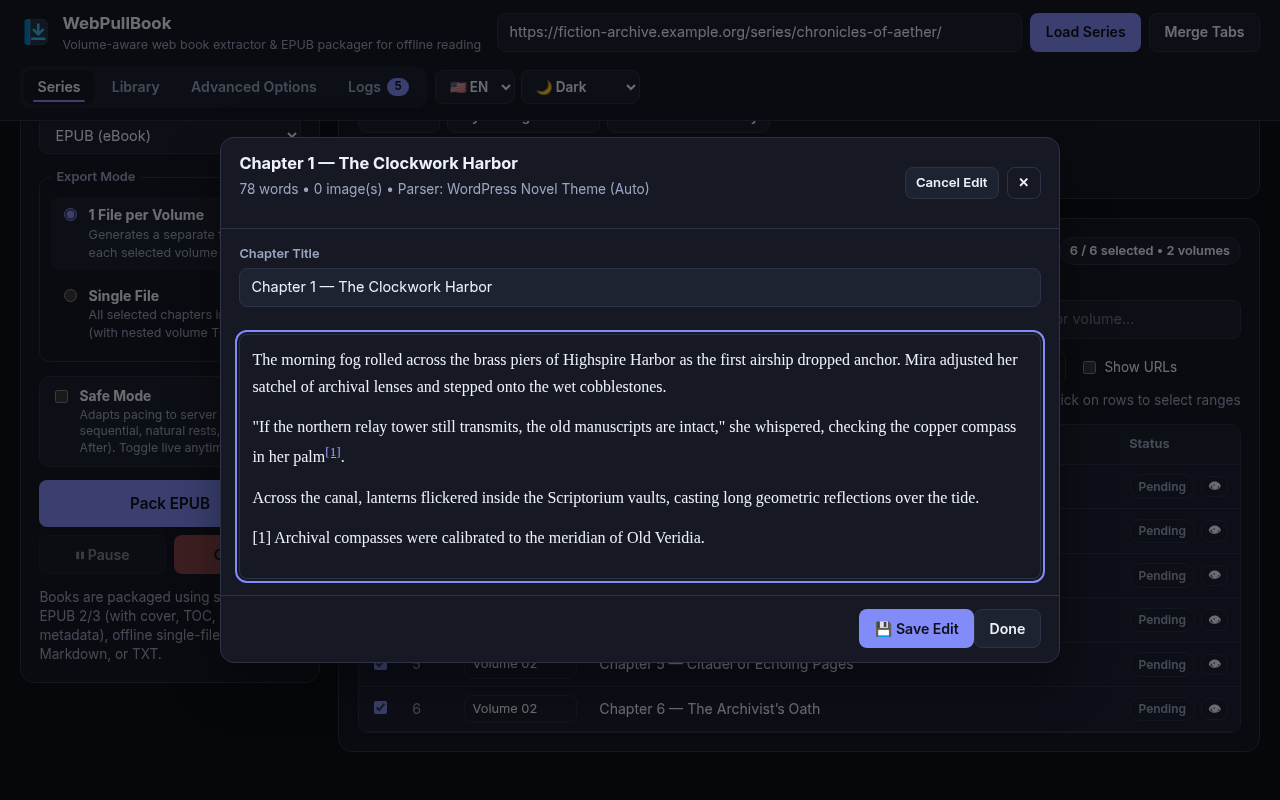 WebPullBook
Volume-aware web book extractor & EPUB packager for offline reading
https://fiction-archive.example.org/series/chronicles-of-aether/
Load Series
Merge Tabs
Series
Library
Advanced Options
Logs 5
🇺🇸 EN
🌙 Dark
EPUB (eBook)
Export Mode
1 File per Volume
Generates a separate
each selected volume
Single File
All selected chapters
(with nested volume
Safe Mode
Adapts pacing to server
sequential, natural rests,
After). Toggle live
Pack EPUB
⏸ Pause
Books are packaged using
EPUB 2/3 (with cover, TOC,
metadata), offline single-file
Markdown, or TXT.
Chapter 1 — The Clockwork Harbor
78 words • 0 image(s) • Parser: WordPress Novel Theme (Auto)
Cancel Edit
✕
Chapter Title
Chapter 1 — The Clockwork Harbor
The morning fog rolled across the brass piers of Highspire Harbor as the first airship dropped anchor. Mira adjusted her
satchel of archival lenses and stepped onto the wet cobblestones.
"If the northern relay tower still transmits, the old manuscripts are intact," she whispered, checking the copper compass
in her palm[1].
Across the canal, lanterns flickered inside the Scriptorium vaults, casting long geometric reflections over the tide.
[1] Archival compasses were calibrated to the meridian of Old Veridia.
💾 Save Edit
Done
6 / 6 selected • 2 volumes
or volume...
Show URLs
on rows to select ranges
Status
Pending
Pending
Pending
Pending
5
Volume 02
Chapter 5 — Citadel of Echoing Pages
Pending
6
Volume 02
Chapter 6 — The Archivist's Oath
Pending